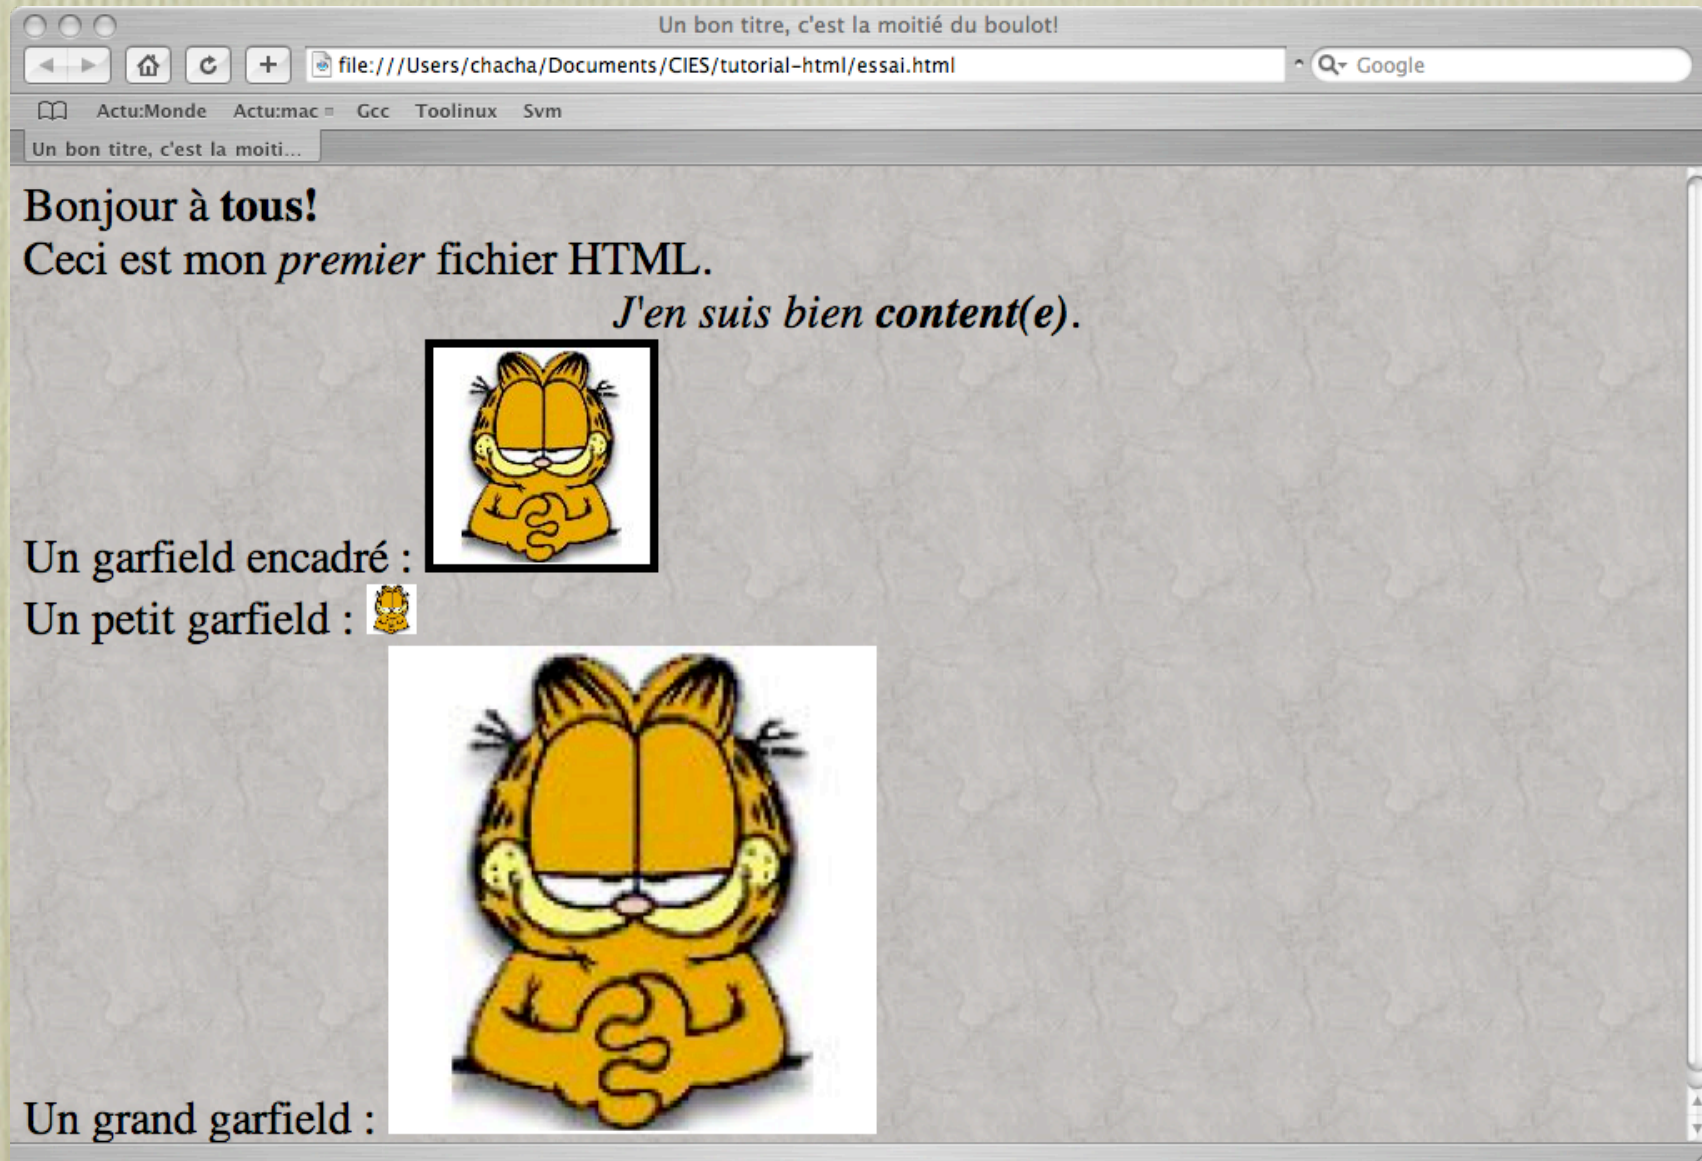 Un bon titre, c'est la moitié du boulot!
file:///Users/chacha/Documents/CIES/tutorial-html/essai.html
Google
Actu:Monde Actu:mac Gcc Toolinux Svm
Un bon titre, c'est la moiti...
Bonjour à tous!
Ceci est mon premier fichier HTML.
J'en suis bien content(e).
Un garfield encadré :
Un petit garfield :
Un grand garfield :